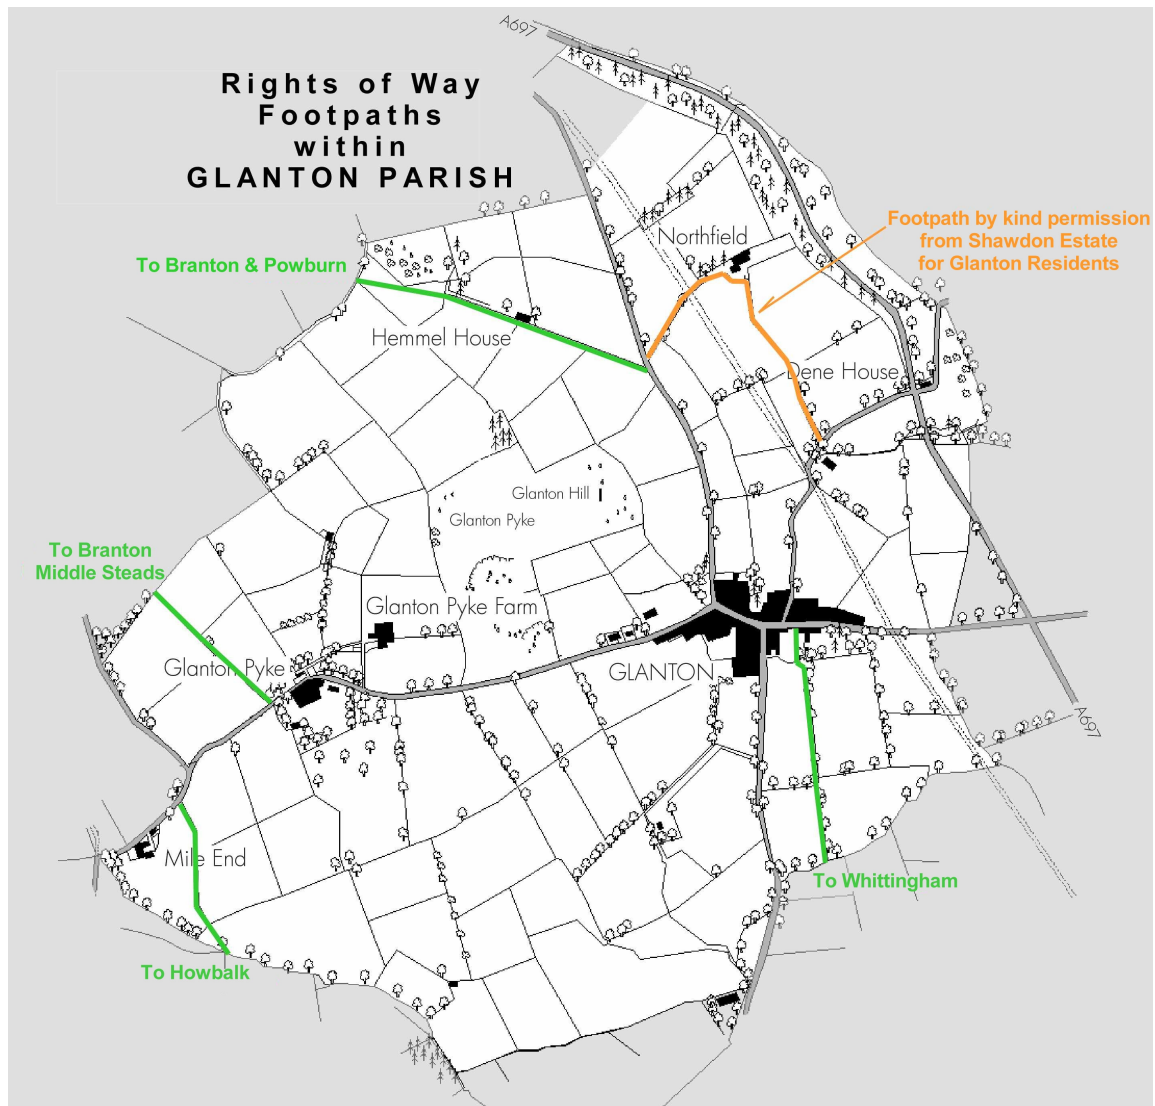 A697
Rights of Way
Footpaths
within
GLANTON PARISH
Footpath by kind permission
from Shawdon Estate
for Glanton Residents
Northfield
To Branton & Powburn
Hemmel House
Dene House
Glanton Hill
Glanton Pyke
To Branton
Middle Steads
Glanton Pyke Farm
Glanton Pyke
GLANTON
A697
Mile End
To Whittingham
To Howbalk